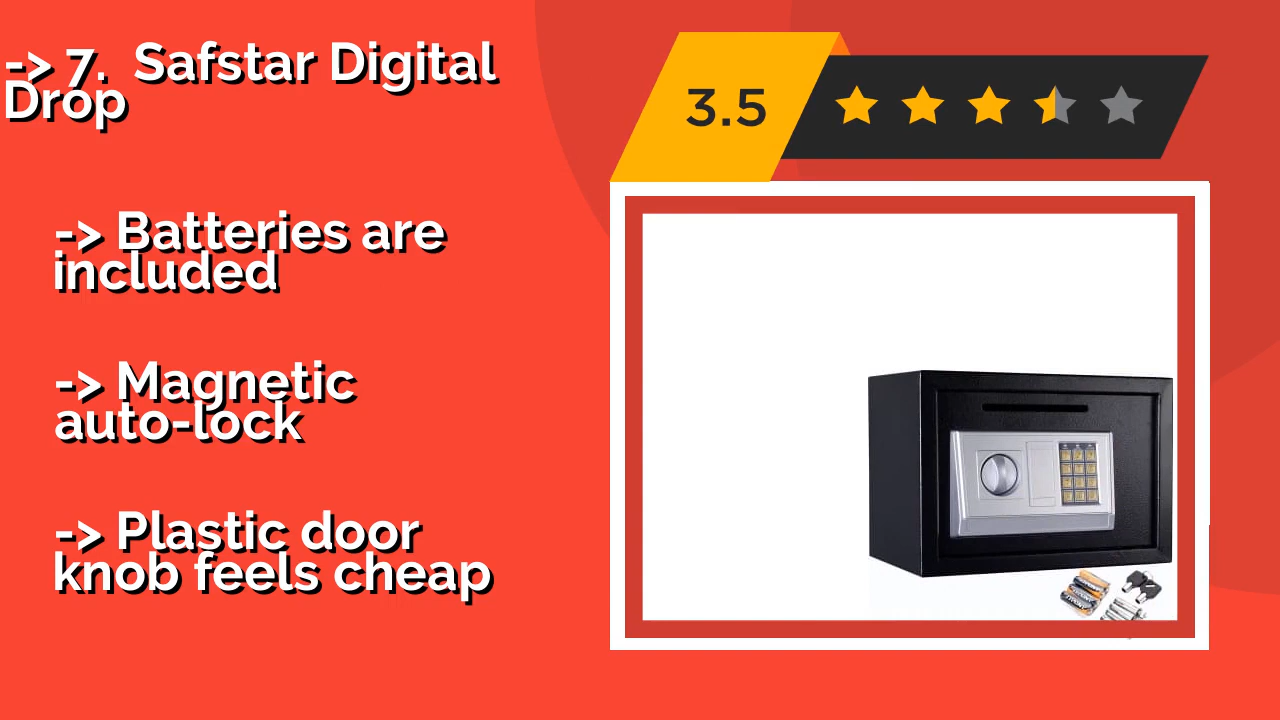 -> 7.  Safstar Digital
Drop
3.5
-> Batteries are
included
-> Magnetic
auto-lock
-> Plastic door
knob feels cheap